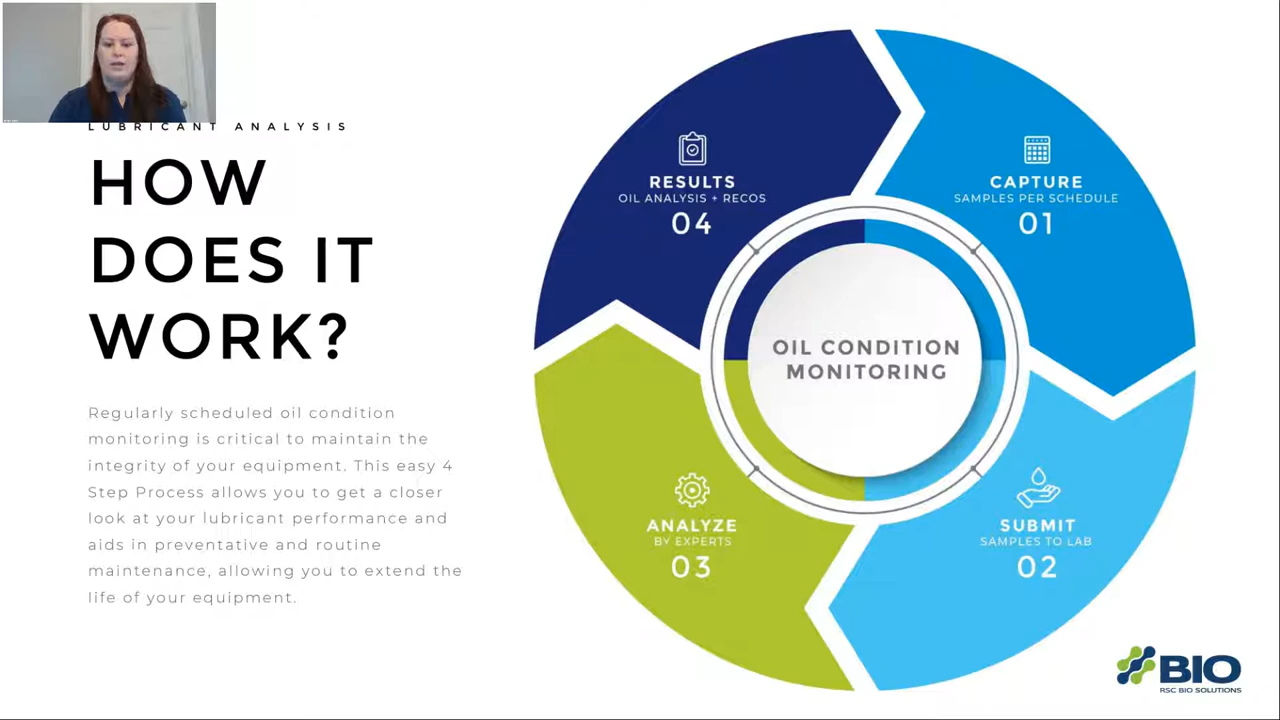 LUBRICANT ANALYSIS
HOW
DOES IT
WORK?
Regularly scheduled oil condition
monitoring is critical to maintain the
integrity of your equipment. This easy 4
Step Process allows you to get a closer
look at your lubricant performance and
aids in preventative and routine
maintenance, allowing you to extend the
life of your equipment.
RESULTS
OIL ANALYSIS + RECOS
04
CAPTURE
SAMPLES PER SCHEDULE
01
OIL CONDITION
MONITORING
ANALYZE
BY EXPERTS
03
SUBMIT
SAMPLES TO LAB
02
BIO
RSC BIO SOLUTIONS